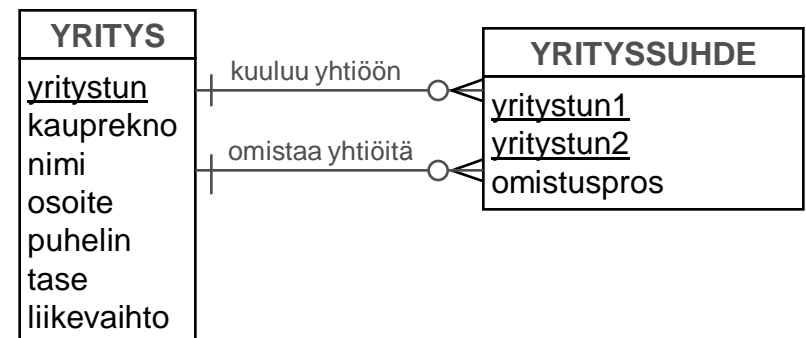 YRITYS
yritystun
kauprekno
nimi
osoite
puhelin
tase
liikevaihto
kuuluu yhtiöön
omistaa yhtiöitä
YRITYSSUHDE
yritystun1
yritystun2
omistuspros